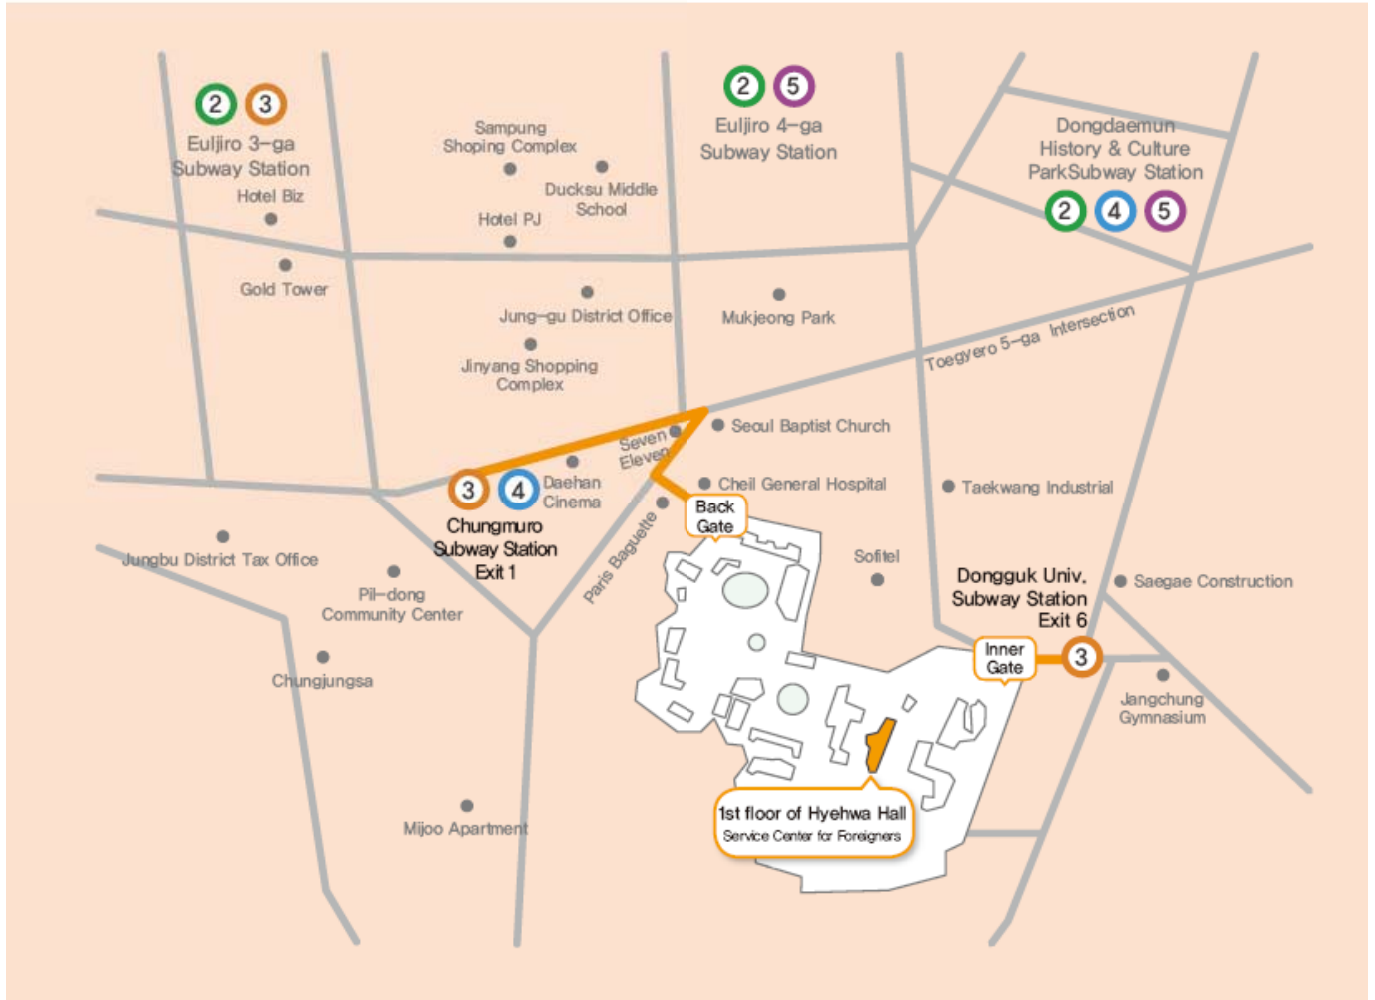 2 3
Euljiro 3-ga
Subway Station
Hotel Biz
Gold Tower
Sampung
Shoping Complex
Ducksu Middle
School
Hotel PJ
2 5
Euljiro 4-ga
Subway Station
Dongdaemun
History & Culture
ParkSubway Station
2 4 5
Jung-gu District Office
Mukjeong Park
Toegyero 5-ga Intersection
Jinyang Shopping
Complex
Seven
Eleven
Seoul Baptist Church
3 4
Daehan
Cinema
Cheil General Hospital
Taekwang Industrial
Chungmuro
Subway Station
Exit 1
Back
Gate
Paris Baguette
Jungbu District Tax Office
Pil-dong
Community Center
Sofitel
Dongguk Univ.
Subway Station
Exit 6
Saegae Construction
Inner
Gate
3
Chungjungsa
Jangchung
Gymnasium
Mijoo Apartment
1st floor of Hyehwa Hall
Service Center for Foreigners